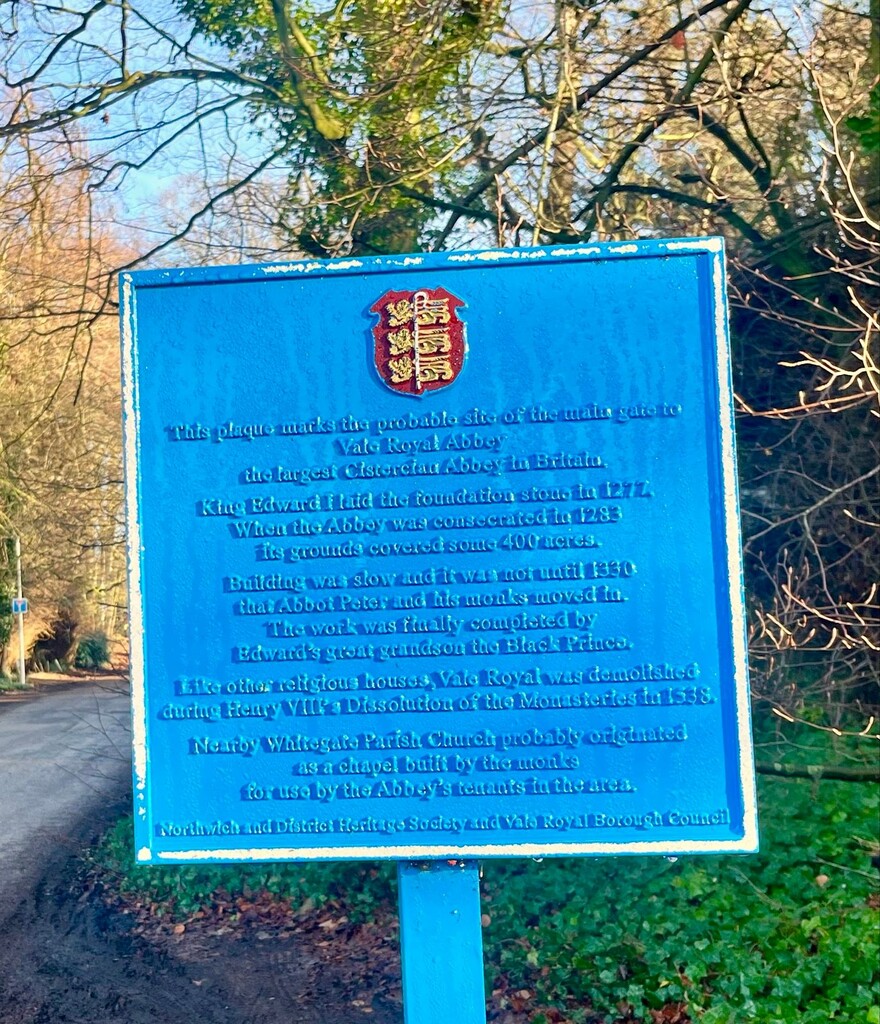 This plaque marks the probable site of the main gate to
Vale Royal Abbey
the largest Cistercian Abbey in Britain.
King Edward I laid the foundation stone in 1277.
When the Abbey was consecrated in 1283
its grounds covered some 400 acres.
Building was slow and it was not until 1330
that Abbot Peter and his monks moved in.
The work was finally completed by
Edward's great grandson the Black Prince.
Like other religious houses, Vale Royal was demolished
during Henry VIII's Dissolution of the Monasteries in 1538.
Nearby Whitegate Parish Church probably originated
as a chapel built by the monks
for use by the Abbey's tenants in the area.
Northwich and District Heritage Society and Vale Royal Borough Council